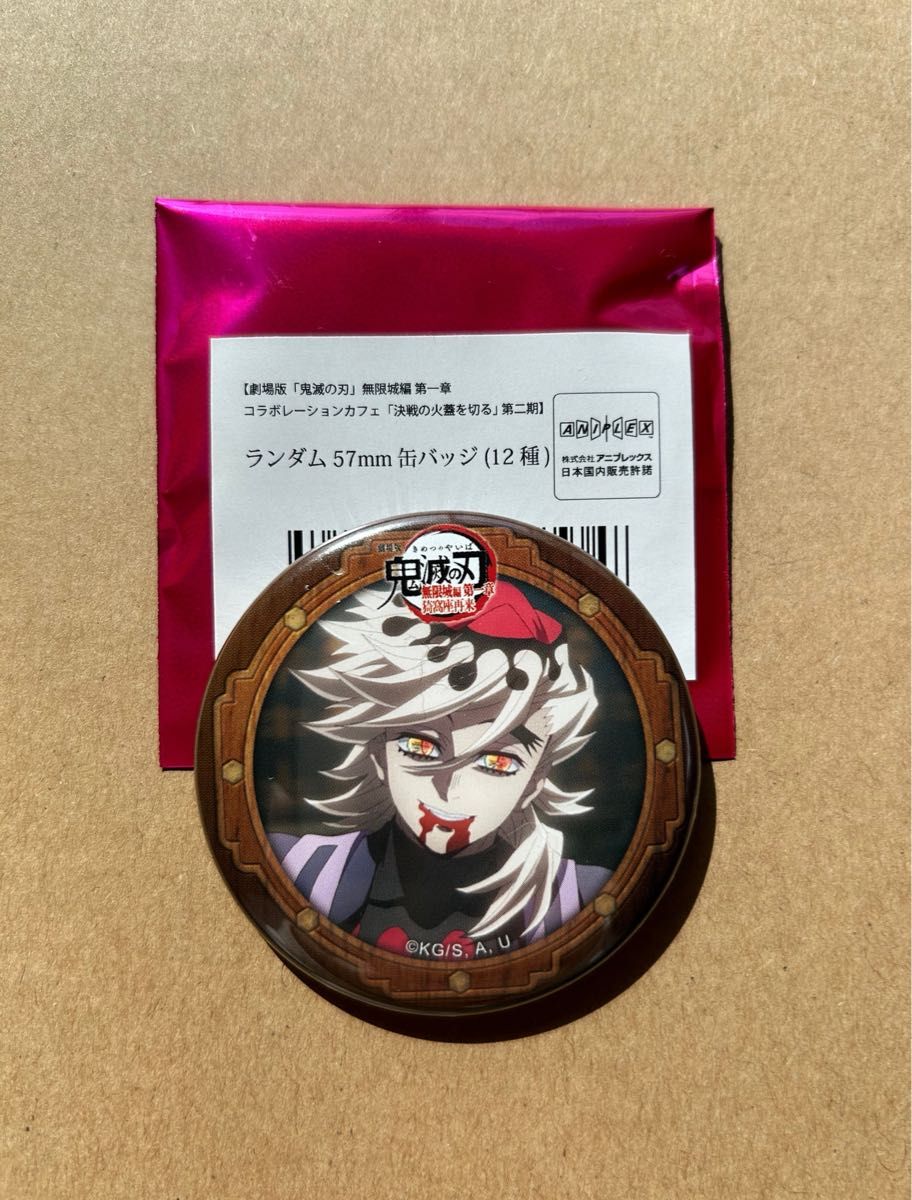 【劇場版「鬼滅の刃」無限城編 第一章
コラボレーションカフェ「決戦の火蓋を切る」第二期】
ランダム 57mm 缶バッジ (12 種)
ANIPLEX™
株式会社 アニプレックス
日本国内販売許諾
劇場版 きめつのやいば
鬼滅の刃
無限城編 第一章
猗窩座再来
©KG/S, A, U